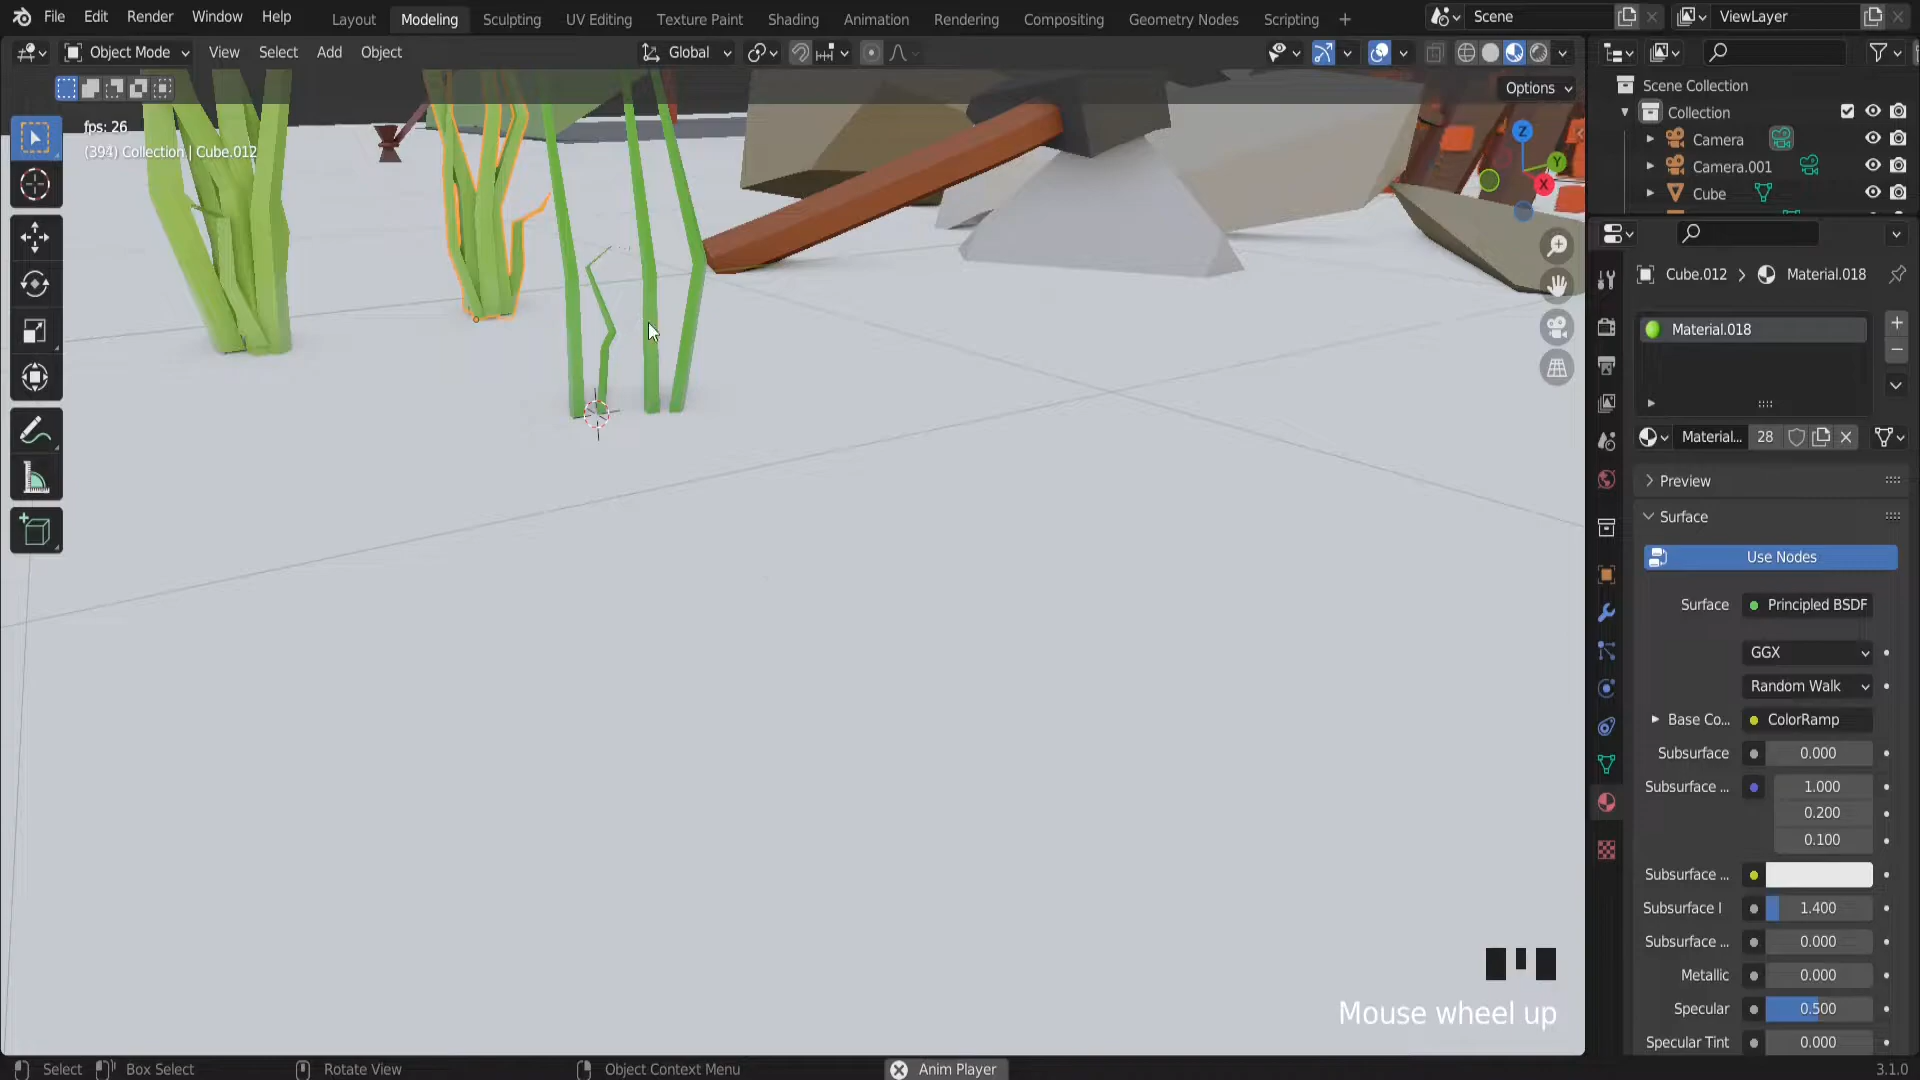 File Edit Render Window Help
Layout Modeling Sculpting UV Editing Texture Paint Shading Animation Rendering Compositing Geometry Nodes Scripting
Scene
ViewLayer
Object Mode View Select Add Object
Global
Options
fps: 26
(394) Collection | Cube.012
Z
Y
X
Mouse wheel up
Scene Collection
Collection
Camera
Camera.001
Cube
Cube.012 > Material.018
Material.018
Material... 28
Preview
Surface
Use Nodes
Surface Principled BSDF
GGX
Random Walk
Base Co... ColorRamp
Subsurface 0.000
Subsurface ... 1.000
0.200
0.100
Subsurface ...
Subsurface I 1.400
Subsurface ... 0.000
Metallic 0.000
Specular 0.500
Specular Tint 0.000
Select Box Select Rotate View Object Context Menu Anim Player 3.1.0